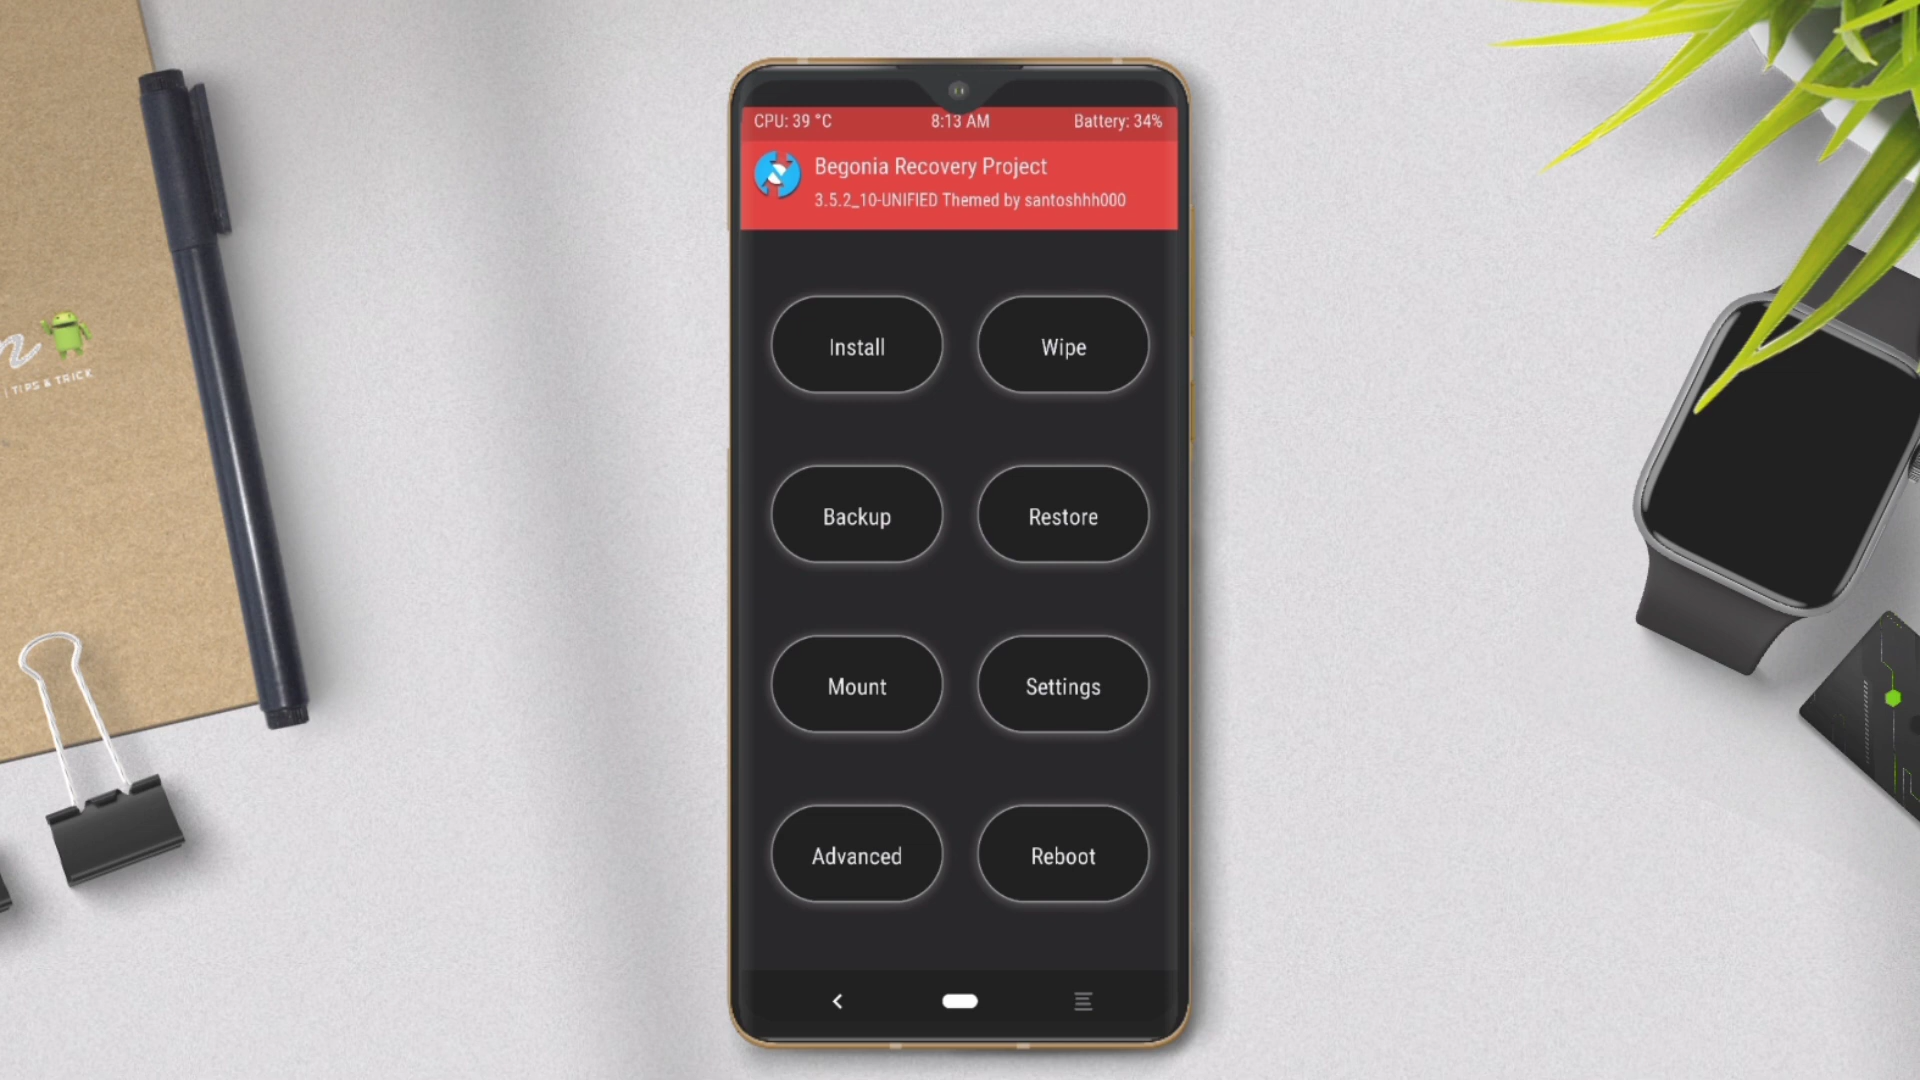 CPU: 39 °C
8:13 AM
Battery: 34%
Begonia Recovery Project
3.5.2_10-UNIFIED Themed by santoshhh000
Install
Wipe
Backup
Restore
Mount
Settings
Advanced
Reboot
| TIPS & TRICK